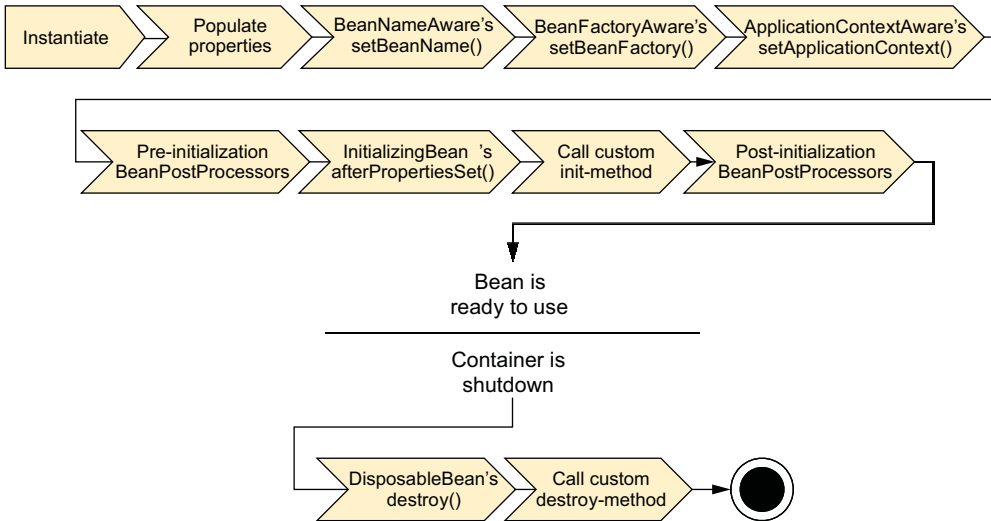 Instantiate
Populate
properties
BeanNameAware's
setBeanName()
BeanFactoryAware's
setBeanFactory()
ApplicationContextAware's
setApplicationContext()
Pre-initialization
BeanPostProcessors
InitializingBean 's
afterPropertiesSet()
Call custom
init-method
Post-initialization
BeanPostProcessors
Bean is
ready to use
Container is
shutdown
DisposableBean's
destroy()
Call custom
destroy-method